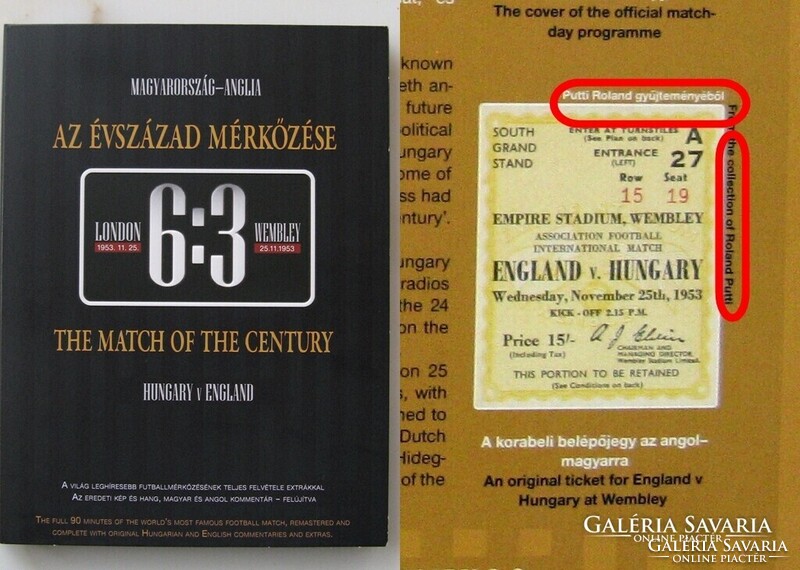 MAGYARORSZÁG–ANGLIA
AZ ÉVSZÁZAD MÉRKŐZÉSE
LONDON
1953. 11. 25.
6:3
WEMBLEY
25.11.1953
THE MATCH OF THE CENTURY
HUNGARY V ENGLAND
A VILÁG LEGHÍRESEBB FUTBALLMÉRKŐZÉSÉNEK TELJES FELVÉTELE EXTRÁKKAL
AZ EREDETI KÉP ÉS HANG, MAGYAR ÉS ANGOL KOMMENTÁR – FELÚJÍTVA
THE FULL 90 MINUTES OF THE WORLD'S MOST FAMOUS FOOTBALL MATCH, REMASTERED AND
COMPLETE WITH ORIGINAL HUNGARIAN AND ENGLISH COMMENTARIES AND EXTRAS.
The cover of the official match-
day programme
known
eth an-
future
olitical
ungary
ome of
ss had
entury'.
ungary
radios
the 24
on the
on 25
s, with
ned to
Dutch
Hideg-
of the
Putti Roland gyűjteményéből
From the collection of Roland Putti
SOUTH
GRAND
STAND
ENTER AT TURNSTILES
(See Plan on back)
A
ENTRANCE
(LEFT)
27
Row Seat
15 19
EMPIRE STADIUM, WEMBLEY
ASSOCIATION FOOTBALL
INTERNATIONAL MATCH
ENGLAND v. HUNGARY
Wednesday, November 25th, 1953
KICK - OFF 2.15 P.M.
Price 15/-
(Including Tax)
CHAIRMAN AND
MANAGING DIRECTOR,
Wembley Stadium Limited.
THIS PORTION TO BE RETAINED
(See Conditions on back)
A korabeli belépőjegy az angol–
magyarra
An original ticket for England v
Hungary at Wembley
GALÉRIA SAVARIA
ONLINE PIACTÉR
GALÉRIA SAVARIA
ONLINE PIACTÉR